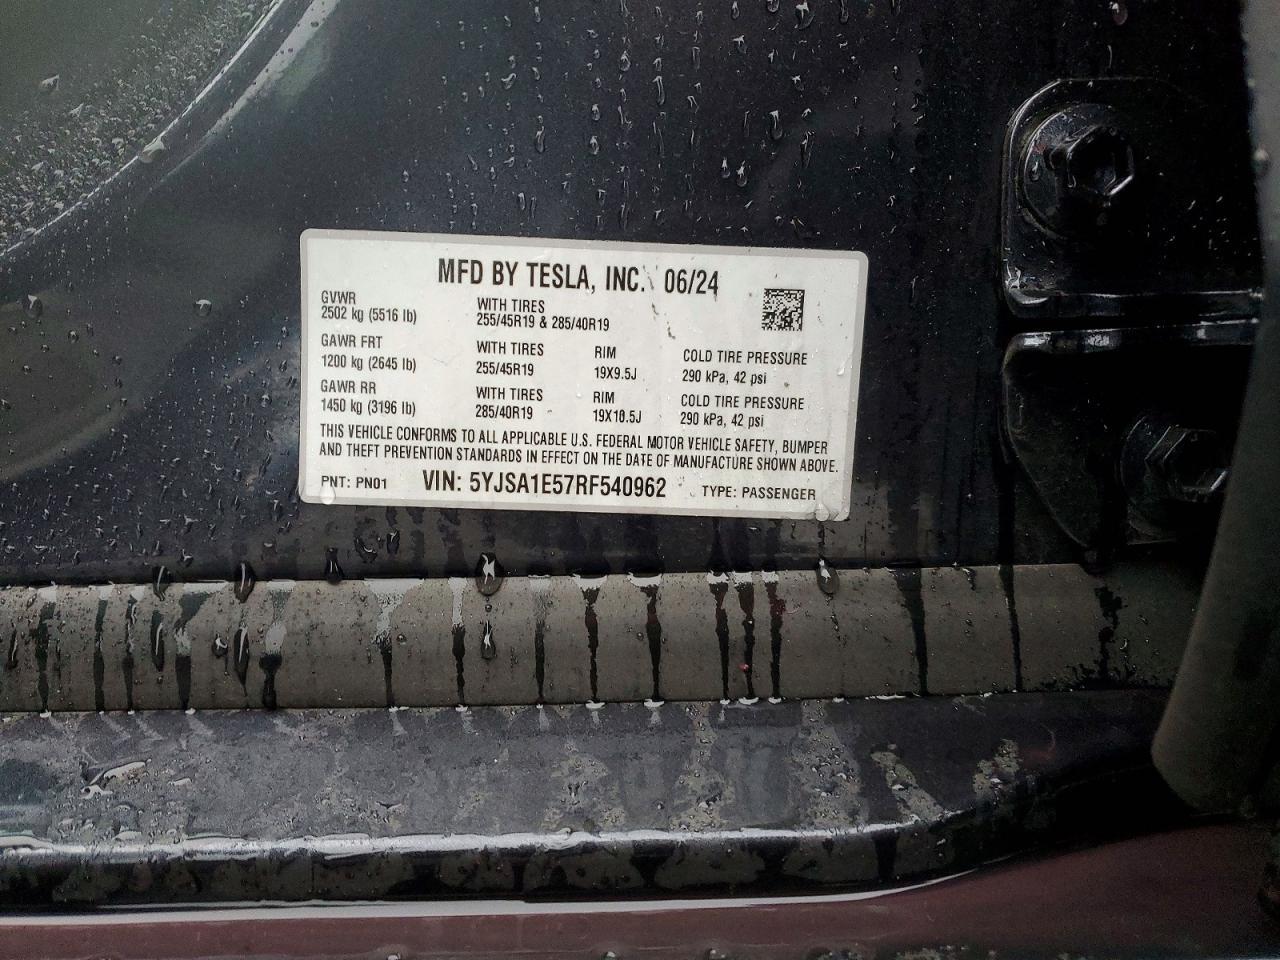 MFD BY TESLA, INC. 06/24
GVWR
2502 kg (5516 lb)
WITH TIRES
255/45R19 & 285/40R19
GAWR FRT
1200 kg (2645 lb)
WITH TIRES
255/45R19
RIM
19X9.5J
COLD TIRE PRESSURE
290 kPa, 42 psi
GAWR RR
1450 kg (3196 lb)
WITH TIRES
285/40R19
RIM
19X10.5J
COLD TIRE PRESSURE
290 kPa, 42 psi
THIS VEHICLE CONFORMS TO ALL APPLICABLE U.S. FEDERAL MOTOR VEHICLE SAFETY, BUMPER
AND THEFT PREVENTION STANDARDS IN EFFECT ON THE DATE OF MANUFACTURE SHOWN ABOVE.
PNT: PN01 VIN: 5YJSA1E57RF540962 TYPE: PASSENGER